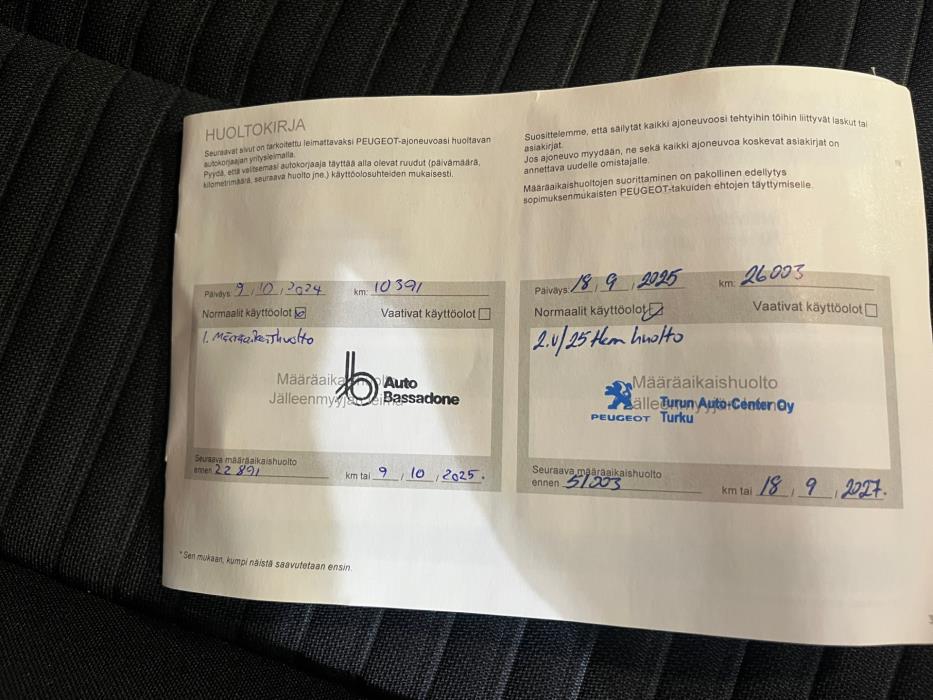 HUOLTOKIRJA
Seuraavat sivut on tarkoitettu leimattavaksi PEUGEOT-ajoneuvoasi huoltavan
autokorjaajan yritysleimalla.
Pyydä, että valitsemasi autokorjaaja täyttää alla olevat ruudut (päivämäärä,
kilometrimäärä, seuraava huolto jne.) käyttöolosuhteiden mukaisesti.
Päiväys: 9, 10, 2024 km: 10391
Normaalit käyttöolot Vaativat käyttöolot
1. Määräaikaishuolto
Määräaika
Jälleenmyyjän leima
Auto
Bassadone
Seuraava määräaikaishuolto
ennen 22891 km tai 9, 10, 2025.
*Sen mukaan, kumpi näistä saavutetaan ensin.
Suosittelemme, että säilytät kaikki ajoneuvoosi tehtyihin töihin liittyvät laskut tai
asiakirjat.
Jos ajoneuvo myydään, ne sekä kaikki ajoneuvoa koskevat asiakirjat on
annettava uudelle omistajalle.
Määräaikaishuoltojen suorittaminen on pakollinen edellytys
sopimuksenmukaisten PEUGEOT-takuiden ehtojen täyttymiselle.
Päiväys: 18, 9, 2025 km: 26003
Normaalit käyttöolot Vaativat käyttöolot
2.v/25tkm huolto
Määräaikaishuolto
PEUGEOT
Turun Auto-Center Oy
Turku
Seuraava määräaikaishuolto
ennen 51003 km tai 18, 9, 2027.